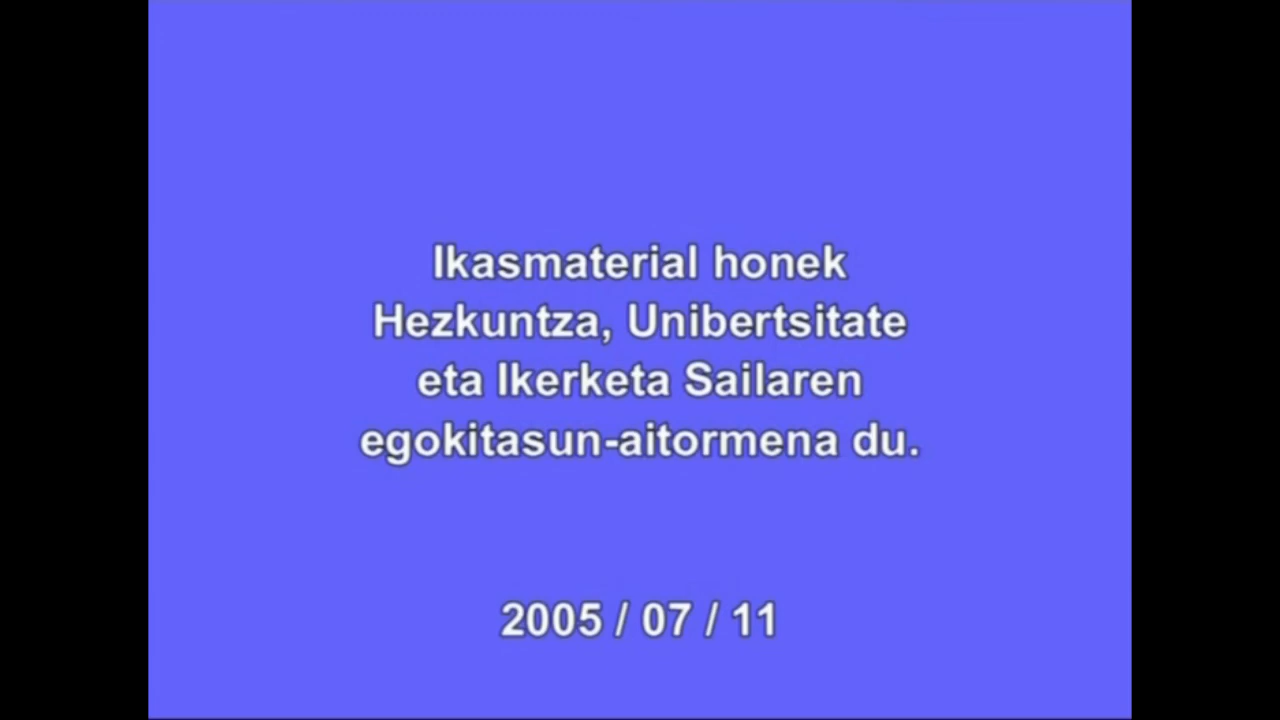 Ikasmaterial honek
Hezkuntza, Unibertsitate
eta Ikerketa Sailaren
egokitasun-aitormena du.
2005 / 07 / 11